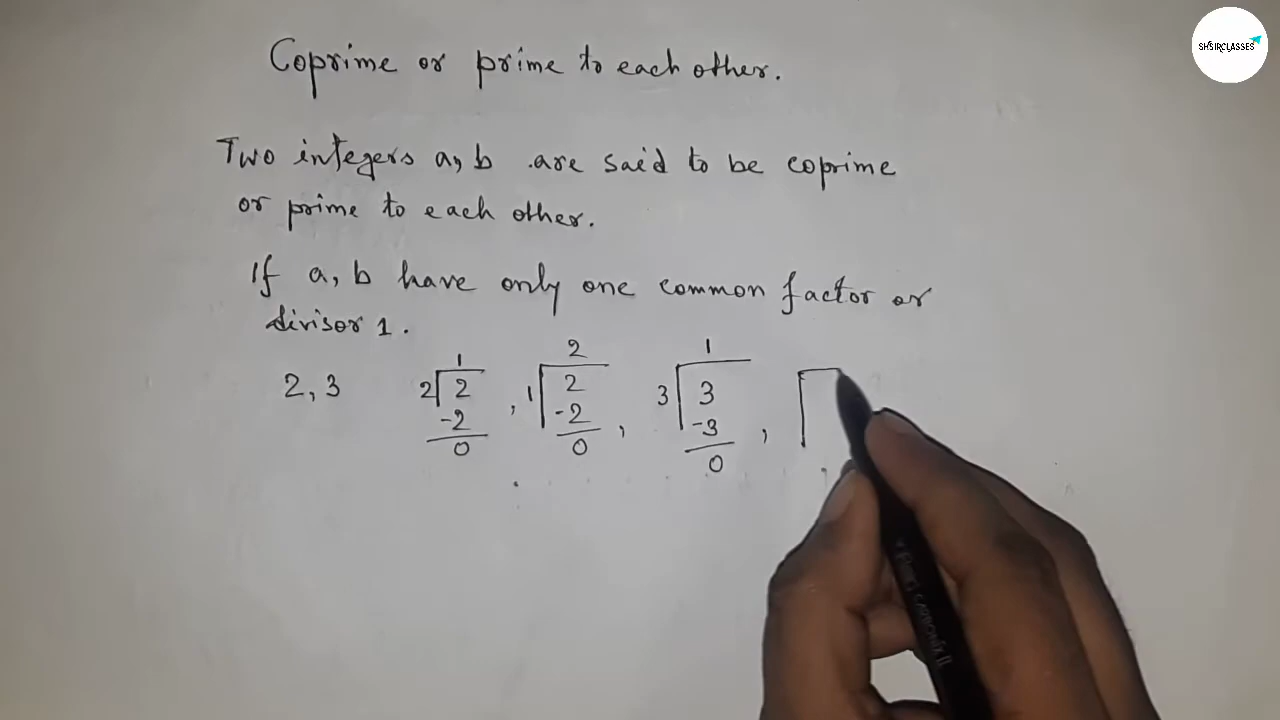 SHSIRCLASSES
Coprime or prime to each other.
Two integers a, b are said to be coprime
or prime to each other.
If a, b have only one common factor or
divisor 1.
2, 3
1
2 2
-2
0
,
2
1 2
-2
0
,
1
3 3
-3
0
,